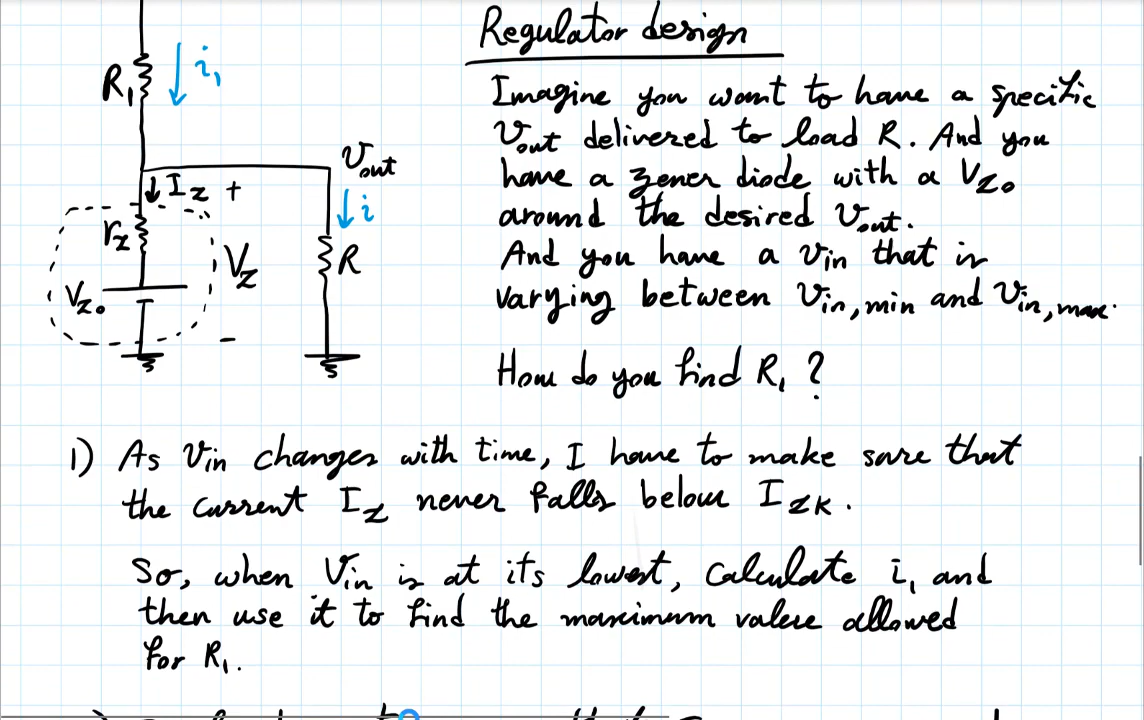 Regulator design
R₁
i₁
Imagine you want to have a specific
Vout delivered to load R. And you
have a zener diode with a Vzo
around the desired Vout.
And you have a Vin that is
varying between Vin,min and Vin,max.
How do you find R₁ ?
Vout
Iz +
i
rz
Vz
R
Vzo
-
1) As Vin changes with time, I have to make sure that
the current Iz never falls below IZK.
So, when Vin is at its lowest, calculate i₁ and
then use it to find the maximum value allowed
for R₁.